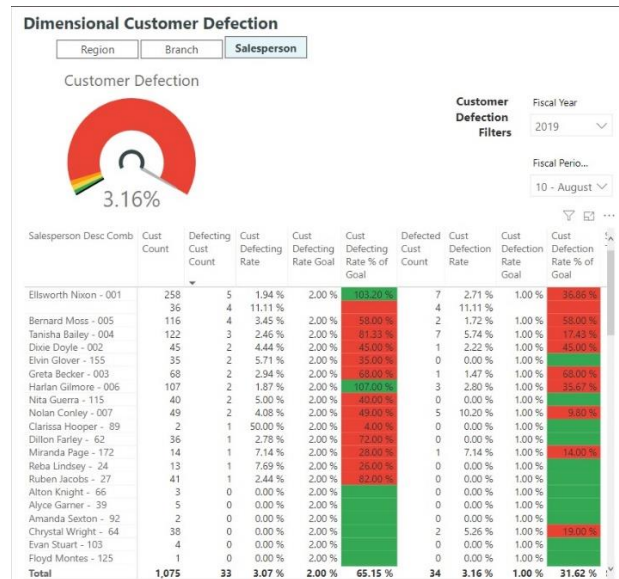 Dimensional Customer Defection
Region Branch Salesperson
Customer Defection
3.16%
Customer
Defection
Filters
Fiscal Year
2019
Fiscal Perio...
10 - August
Salesperson Desc Comb Cust Count Defecting Cust Count Cust Defecting Rate Cust Defecting Rate Goal Cust Defecting Rate % of Goal Defected Cust Count Cust Defection Rate Cust Defection Rate Goal Cust Defection Rate % of Goal
Ellsworth Nixon - 001 258 5 1.94 % 2.00 % 103.20 % 7 2.71 % 1.00 % 36.86 %
36 4 11.11 % 4 11.11 %
Bernard Moss - 005 116 4 3.45 % 2.00 % 58.00 % 2 1.72 % 1.00 % 58.00 %
Tanisha Bailey - 004 122 3 2.46 % 2.00 % 81.33 % 7 5.74 % 1.00 % 17.43 %
Dixie Doyle - 002 45 2 4.44 % 2.00 % 45.00 % 1 2.22 % 1.00 % 45.00 %
Elvin Glover - 155 35 2 5.71 % 2.00 % 35.00 % 0 0.00 % 1.00 %
Greta Becker - 003 68 2 2.94 % 2.00 % 68.00 % 1 1.47 % 1.00 % 68.00 %
Harlan Gilmore - 006 107 2 1.87 % 2.00 % 107.00 % 3 2.80 % 1.00 % 35.67 %
Nita Guerra - 115 40 2 5.00 % 2.00 % 40.00 % 0 0.00 % 1.00 %
Nolan Conley - 007 49 2 4.08 % 2.00 % 49.00 % 5 10.20 % 1.00 % 9.80 %
Clarissa Hooper - 89 2 1 50.00 % 2.00 % 4.00 % 0 0.00 % 1.00 %
Dillon Farley - 62 36 1 2.78 % 2.00 % 72.00 % 0 0.00 % 1.00 %
Miranda Page - 172 14 1 7.14 % 2.00 % 28.00 % 1 7.14 % 1.00 % 14.00 %
Reba Lindsey - 24 13 1 7.69 % 2.00 % 26.00 % 0 0.00 % 1.00 %
Ruben Jacobs - 27 41 1 2.44 % 2.00 % 82.00 % 0 0.00 % 1.00 %
Alton Knight - 66 3 0 0.00 % 2.00 % 0 0.00 % 1.00 %
Alyce Garner - 39 5 0 0.00 % 2.00 % 0 0.00 % 1.00 %
Amanda Sexton - 92 2 0 0.00 % 2.00 % 0 0.00 % 1.00 %
Chrystal Wright - 64 38 0 0.00 % 2.00 % 2 5.26 % 1.00 % 19.00 %
Evan Stuart - 103 4 0 0.00 % 2.00 % 0 0.00 % 1.00 %
Floyd Montes - 125 1 0 0.00 % 2.00 % 0 0.00 % 1.00 %
Total 1,075 33 3.07 % 2.00 % 65.15 % 34 3.16 % 1.00 % 31.62 %